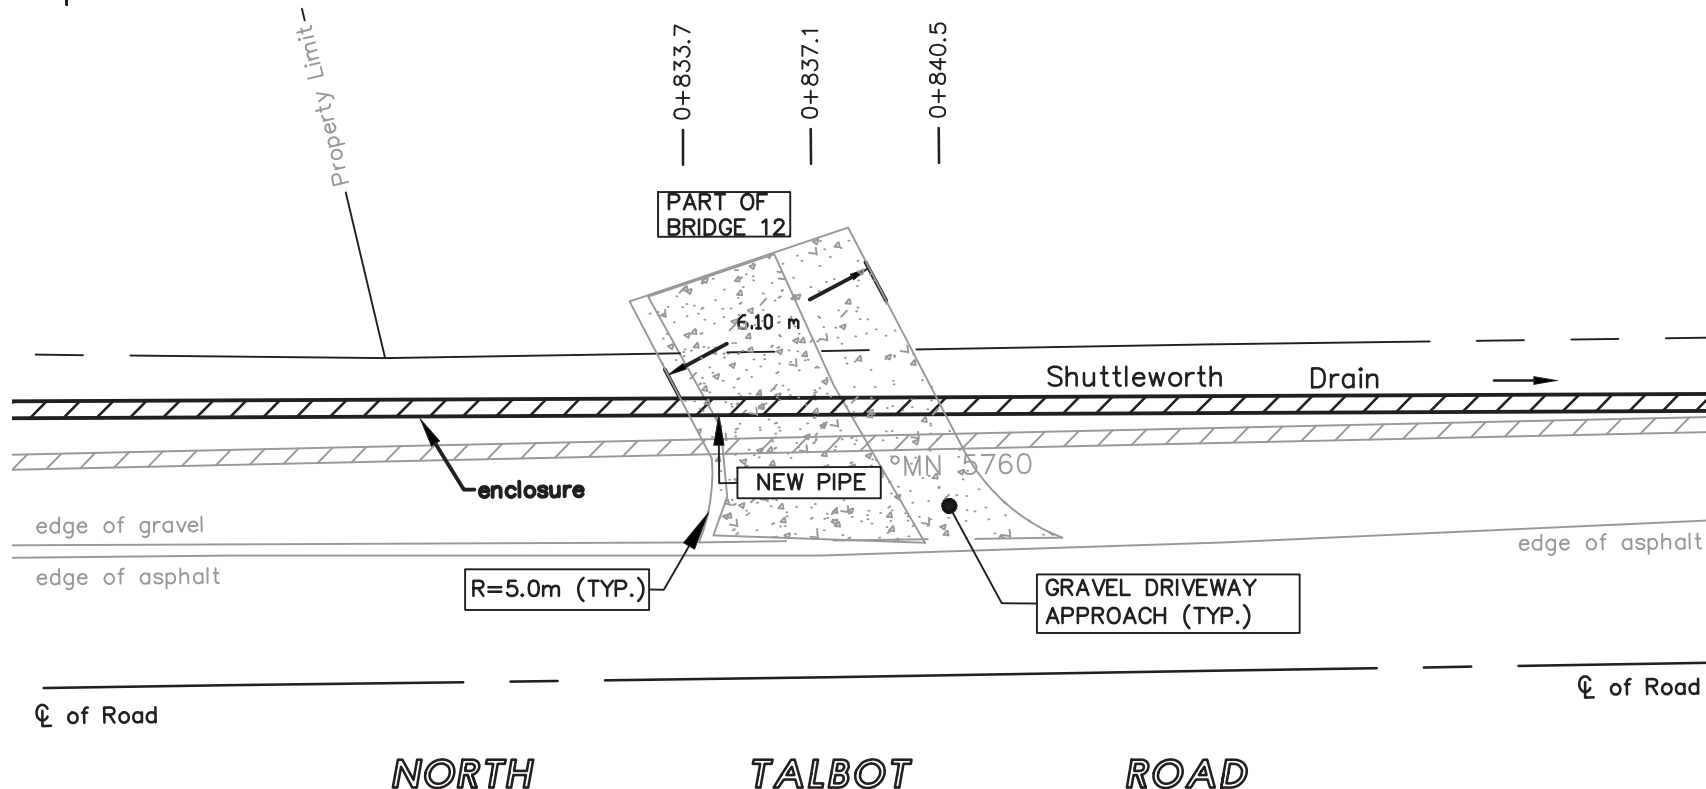 Property Limit
0+833.7
0+837.1
0+840.5
PART OF
BRIDGE 12
6.10 m
Shuttleworth Drain
°MN 5760
NEW PIPE
enclosure
edge of gravel
edge of asphalt
edge of asphalt
R=5.0m (TYP.)
GRAVEL DRIVEWAY
APPROACH (TYP.)
℄ of Road
℄ of Road
NORTH TALBOT ROAD